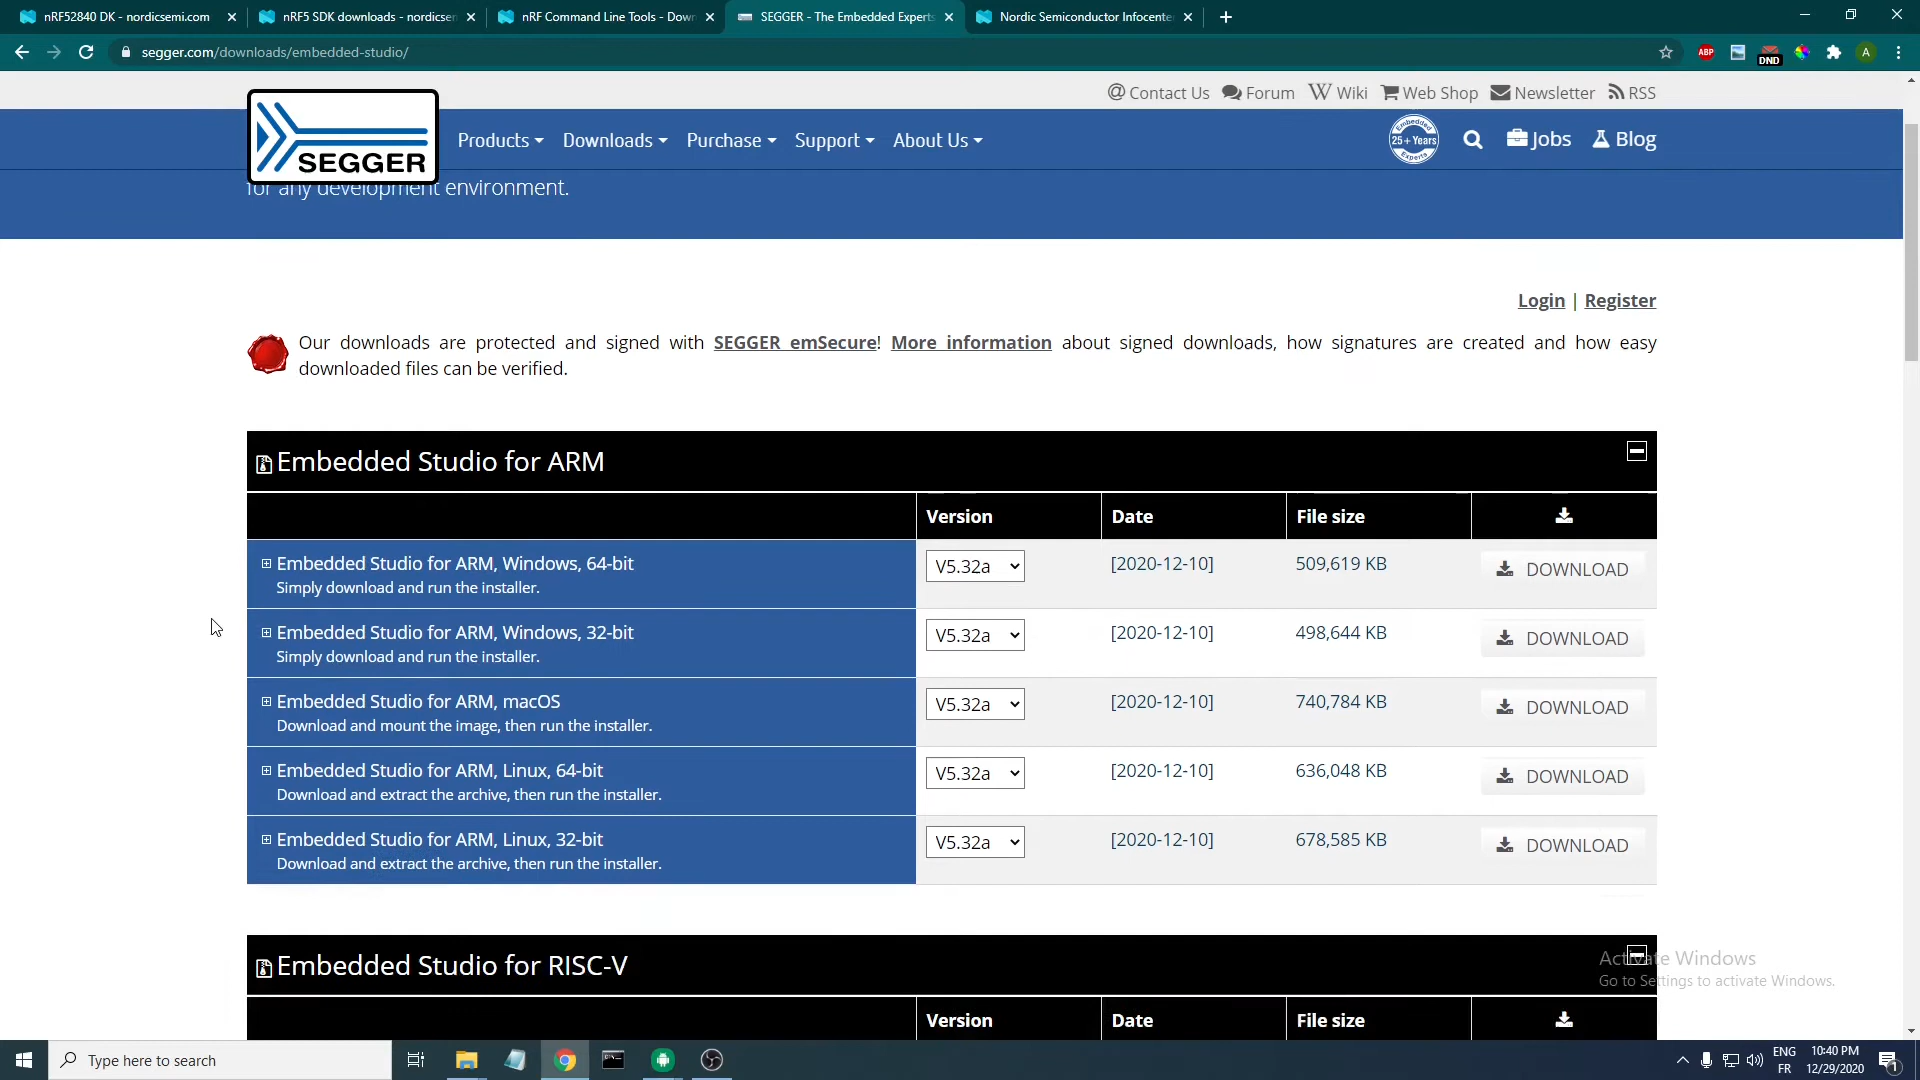 nRF52840 DK - nordicsemi.com
nRF5 SDK downloads - nordicser
nRF Command Line Tools - Down
SEGGER - The Embedded Experts
Nordic Semiconductor Infocente
segger.com/downloads/embedded-studio/
ABP
DND
A
Contact Us
Forum
Wiki
Web Shop
Newsletter
RSS
SEGGER
Products
Downloads
Purchase
Support
About Us
Embedded
25+Years
Experts
Jobs
Blog
for any development environment.
Login | Register
Our downloads are protected and signed with SEGGER emSecure! More information about signed downloads, how signatures are created and how easy
downloaded files can be verified.
Embedded Studio for ARM
Version Date File size
Embedded Studio for ARM, Windows, 64-bit V5.32a [2020-12-10] 509,619 KB DOWNLOAD
Simply download and run the installer.
Embedded Studio for ARM, Windows, 32-bit V5.32a [2020-12-10] 498,644 KB DOWNLOAD
Simply download and run the installer.
Embedded Studio for ARM, macOS V5.32a [2020-12-10] 740,784 KB DOWNLOAD
Download and mount the image, then run the installer.
Embedded Studio for ARM, Linux, 64-bit V5.32a [2020-12-10] 636,048 KB DOWNLOAD
Download and extract the archive, then run the installer.
Embedded Studio for ARM, Linux, 32-bit V5.32a [2020-12-10] 678,585 KB DOWNLOAD
Download and extract the archive, then run the installer.
Embedded Studio for RISC-V
Version Date File size
Activate Windows
Go to Settings to activate Windows.
Type here to search
ENG
FR
10:40 PM
12/29/2020
1